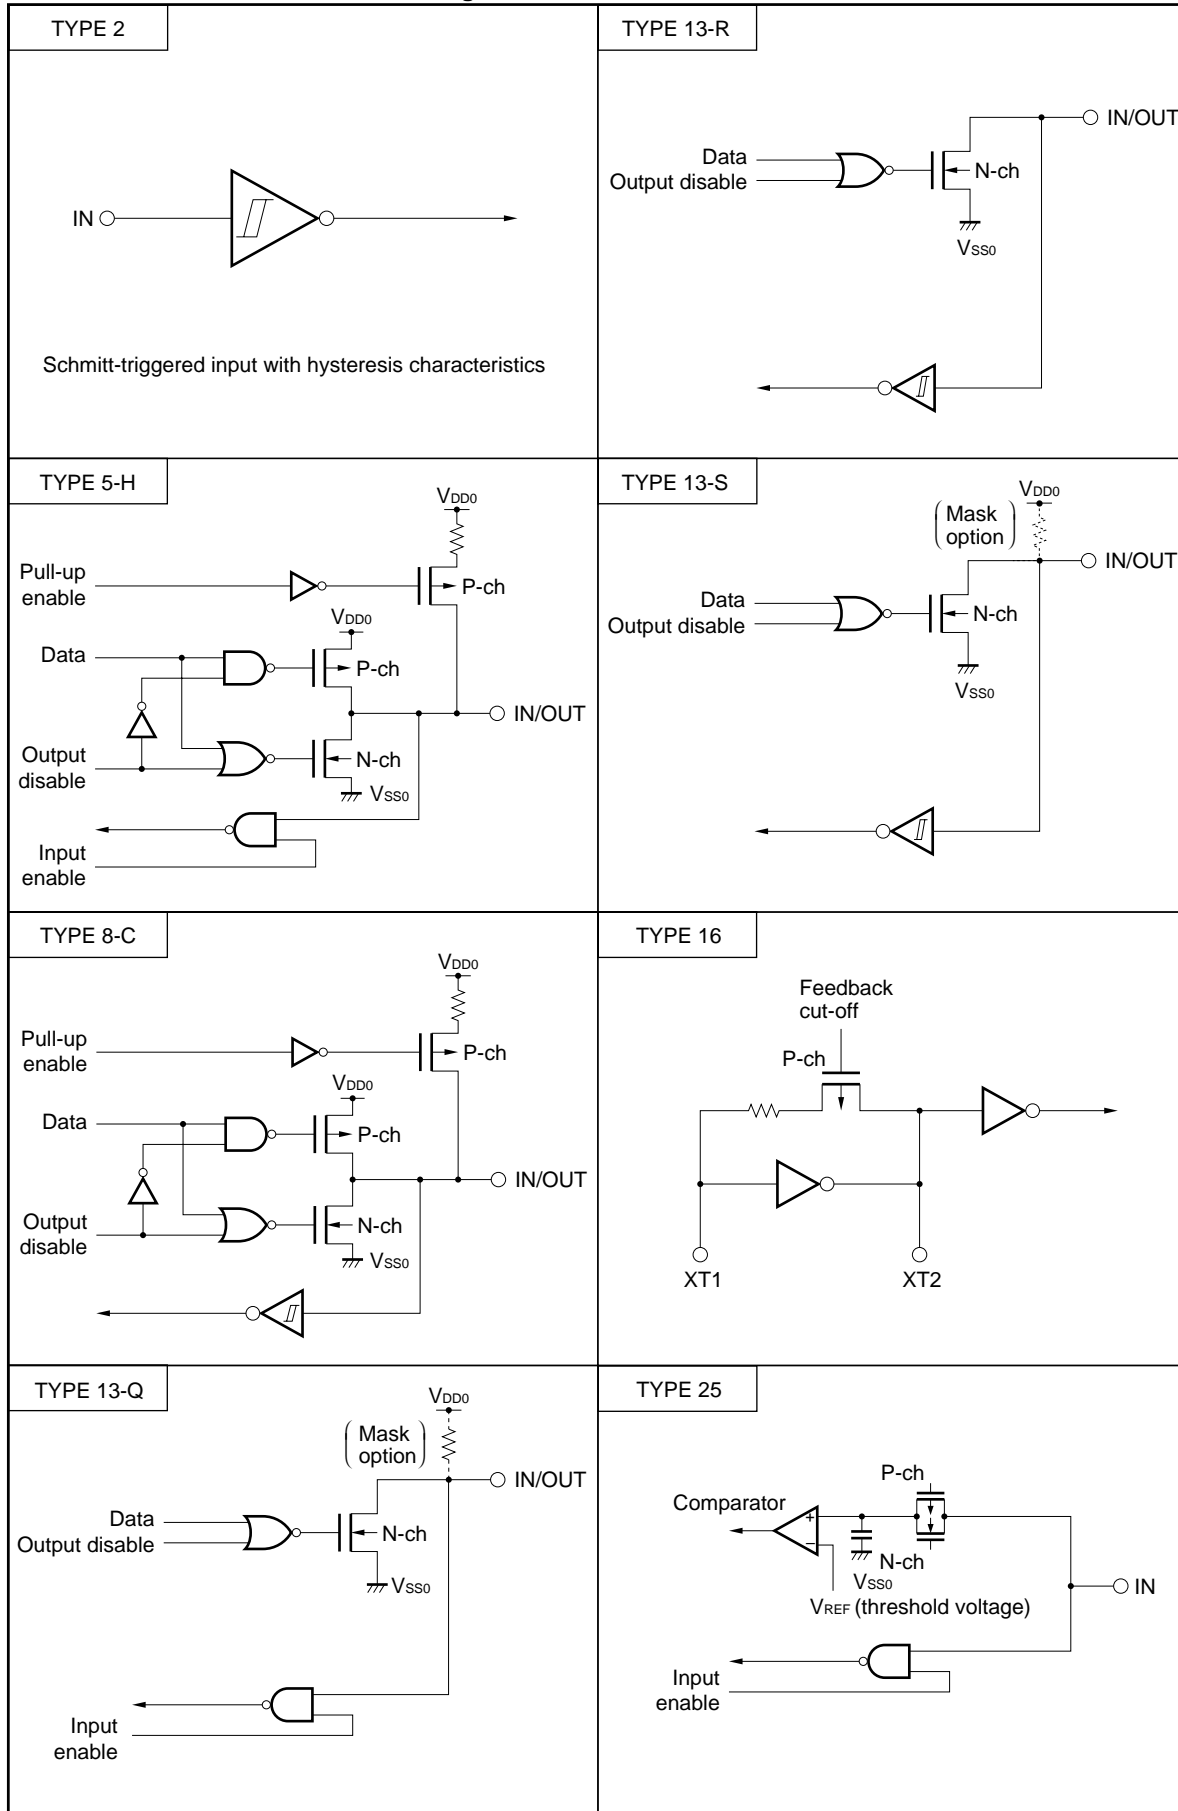 TYPE 2
IN
Schmitt-triggered input with hysteresis characteristics
TYPE 13-R
Data
Output disable
N-ch
VSS0
IN/OUT
TYPE 5-H
VDD0
Pull-up
enable
P-ch
VDD0
Data
P-ch
IN/OUT
Output
disable
N-ch
VSS0
Input
enable
TYPE 13-S
VDD0
(Mask
option)
IN/OUT
Data
Output disable
N-ch
VSS0
TYPE 8-C
VDD0
Pull-up
enable
P-ch
VDD0
Data
P-ch
IN/OUT
Output
disable
N-ch
VSS0
TYPE 16
Feedback
cut-off
P-ch
XT1
XT2
TYPE 13-Q
VDD0
(Mask
option)
IN/OUT
Data
Output disable
N-ch
VSS0
Input
enable
TYPE 25
P-ch
Comparator
+
−
N-ch
VSS0
VREF (threshold voltage)
IN
Input
enable